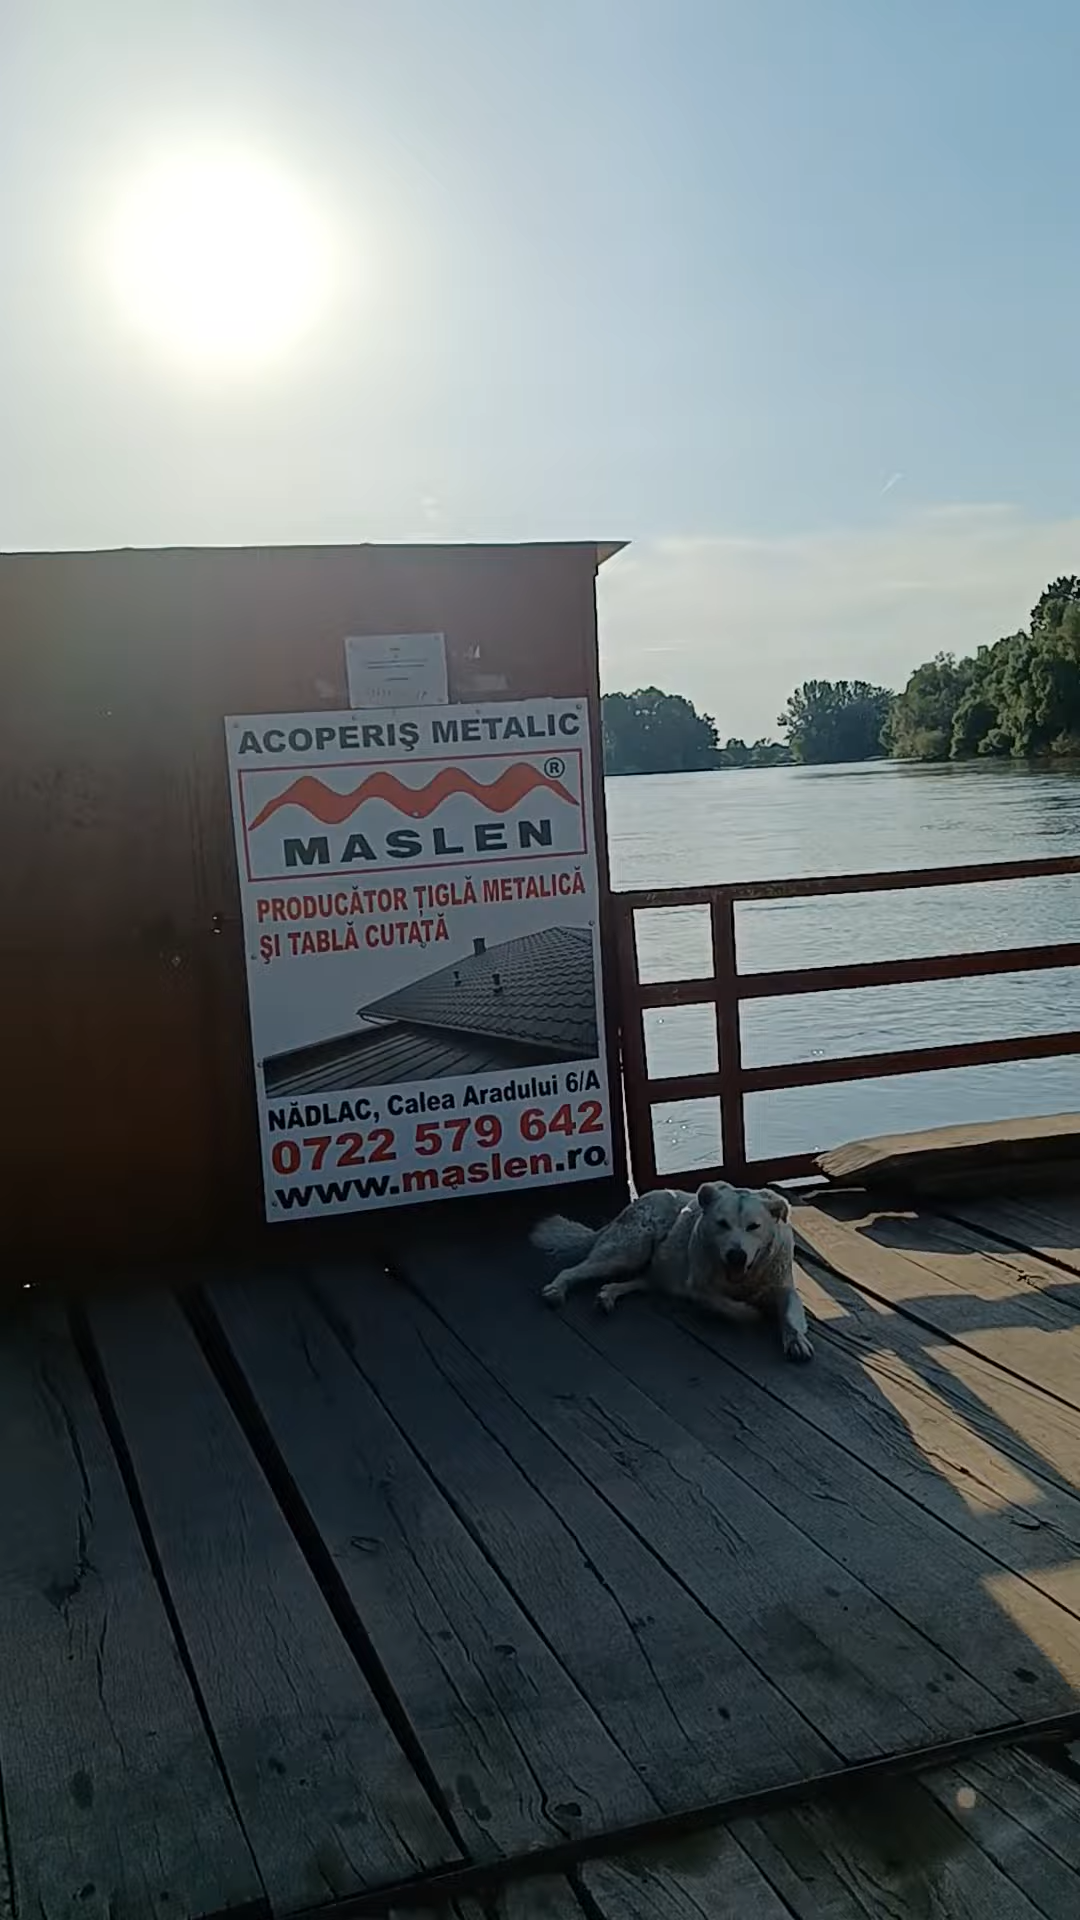 ACOPERIŞ METALIC
®
MASLEN
PRODUCĂTOR ŢIGLĂ METALICĂ
ŞI TABLĂ CUTATĂ
NĂDLAC, Calea Aradului 6/A
0722 579 642
www.maslen.ro